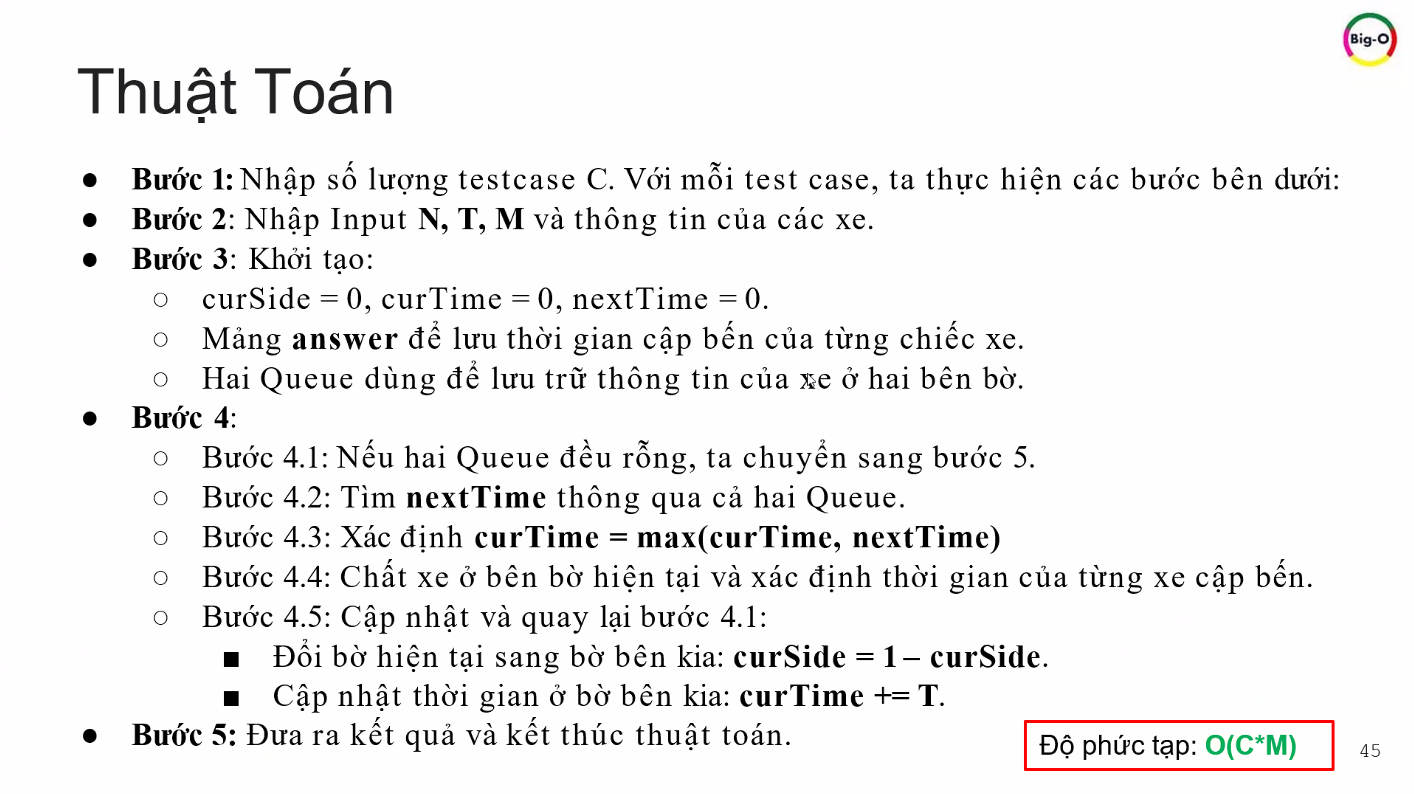 Big-O
Thuật Toán
● Bước 1: Nhập số lượng testcase C. Với mỗi test case, ta thực hiện các bước bên dưới:
● Bước 2: Nhập Input N, T, M và thông tin của các xe.
● Bước 3: Khởi tạo:
○ curSide = 0, curTime = 0, nextTime = 0.
○ Mảng answer để lưu thời gian cập bến của từng chiếc xe.
○ Hai Queue dùng để lưu trữ thông tin của xe ở hai bên bờ.
● Bước 4:
○ Bước 4.1: Nếu hai Queue đều rỗng, ta chuyển sang bước 5.
○ Bước 4.2: Tìm nextTime thông qua cả hai Queue.
○ Bước 4.3: Xác định curTime = max(curTime, nextTime)
○ Bước 4.4: Chất xe ở bên bờ hiện tại và xác định thời gian của từng xe cập bến.
○ Bước 4.5: Cập nhật và quay lại bước 4.1:
■ Đổi bờ hiện tại sang bờ bên kia: curSide = 1 – curSide.
■ Cập nhật thời gian ở bờ bên kia: curTime += T.
● Bước 5: Đưa ra kết quả và kết thúc thuật toán.
Độ phức tạp: O(C*M)
45